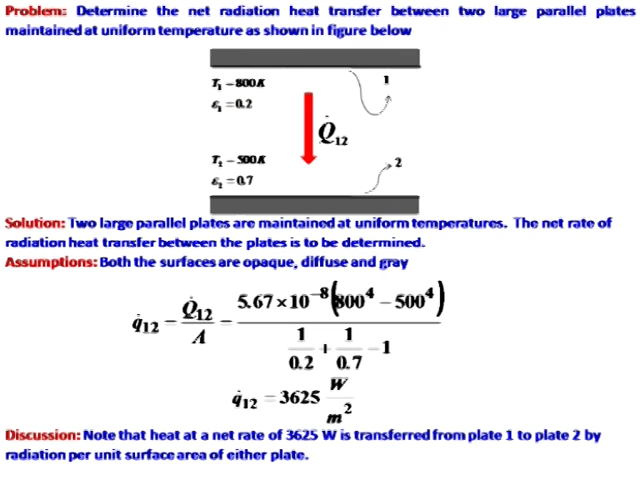 Problem: Determine the net radiation heat transfer between two large parallel plates
maintained at uniform temperature as shown in figure below
T₁ = 800K
1
ε₁ = 0.2
Q̇₁₂
T₂ = 500K
2
ε₂ = 0.7
Solution: Two large parallel plates are maintained at uniform temperatures. The net rate of
radiation heat transfer between the plates is to be determined.
Assumptions: Both the surfaces are opaque, diffuse and gray
q̇₁₂ = Q̇₁₂ / A = 5.67 × 10⁻⁸ (800⁴ − 500⁴) / (1/0.2 + 1/0.7 − 1)
q̇₁₂ = 3625 W/m²
Discussion: Note that heat at a net rate of 3625 W is transferred from plate 1 to plate 2 by
radiation per unit surface area of either plate.